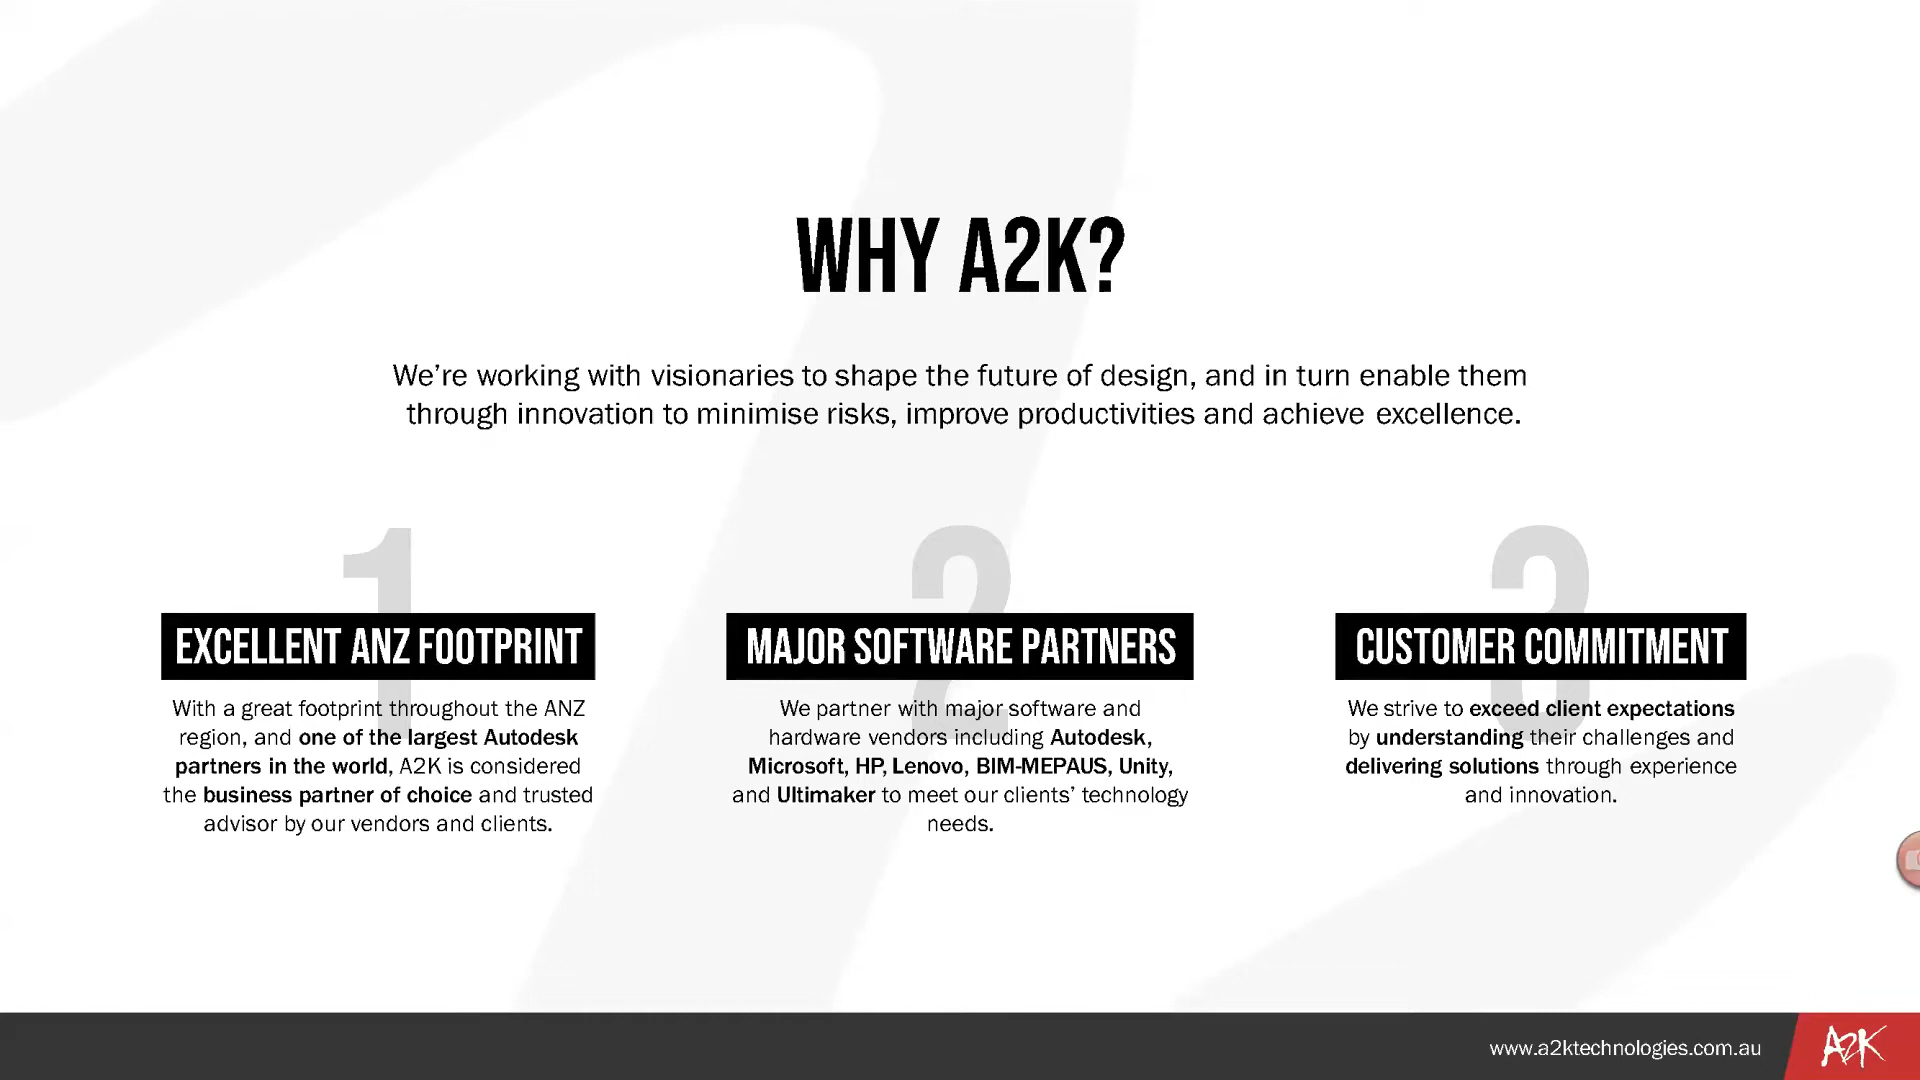 WHY A2K?
We’re working with visionaries to shape the future of design, and in turn enable them
through innovation to minimise risks, improve productivities and achieve excellence.
1
EXCELLENT ANZ FOOTPRINT
With a great footprint throughout the ANZ
region, and one of the largest Autodesk
partners in the world, A2K is considered
the business partner of choice and trusted
advisor by our vendors and clients.
2
MAJOR SOFTWARE PARTNERS
We partner with major software and
hardware vendors including Autodesk,
Microsoft, HP, Lenovo, BIM-MEPAUS, Unity,
and Ultimaker to meet our clients’ technology
needs.
3
CUSTOMER COMMITMENT
We strive to exceed client expectations
by understanding their challenges and
delivering solutions through experience
and innovation.
www.a2ktechnologies.com.au
A2K